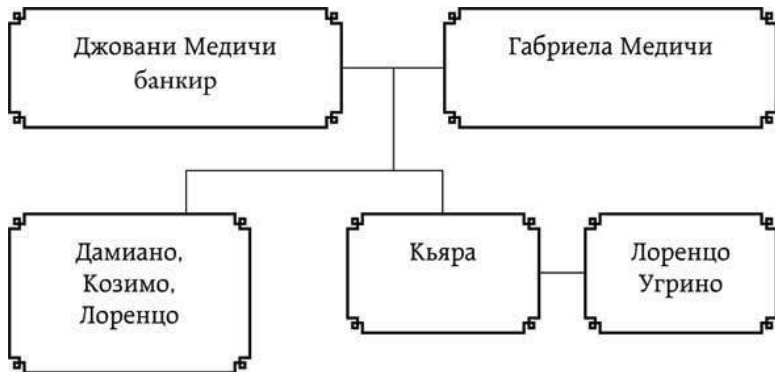 Джовани Медичи
банкир
Габриела Медичи
Дамиано,
Козимо,
Лоренцо
Кьяра
Лоренцо
Угрино